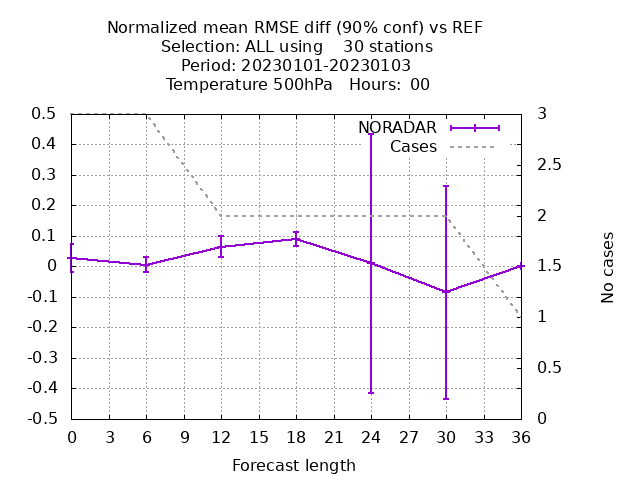 Normalized mean RMSE diff (90% conf) vs REF
Selection: ALL using    30 stations
Period: 20230101-20230103
Temperature 500hPa   Hours: 00
NORADAR
Cases
0.5
0.4
0.3
0.2
0.1
0
-0.1
-0.2
-0.3
-0.4
-0.5
3
2.5
2
1.5
1
0.5
0
No cases
0 3 6 9 12 15 18 21 24 27 30 33 36
Forecast length